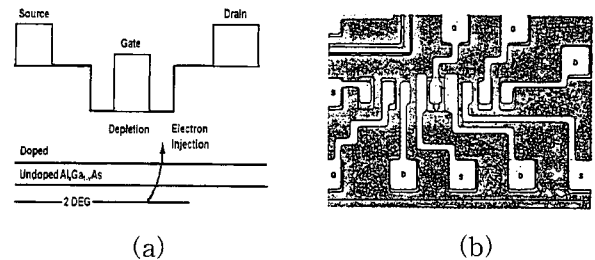 Source
Drain
Gate
Depletion
Electron
Injection
Doped
Undoped AlxGa1-xAs
2 DEG
G
G
D
S
G
D
S
S
S
(a)
(b)